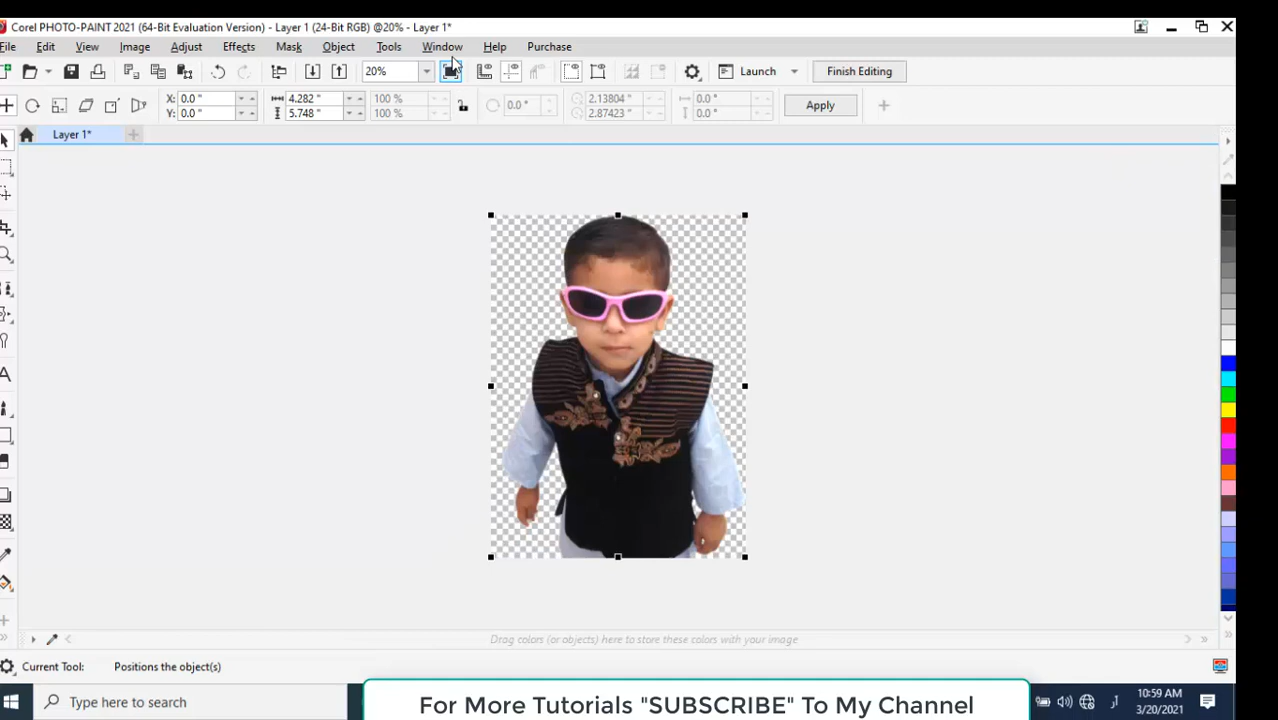 Corel PHOTO-PAINT 2021 (64-Bit Evaluation Version) - Layer 1 (24-Bit RGB) @20% - Layer 1*
File Edit View Image Adjust Effects Mask Object Tools Window Help Purchase
20% Launch Finish Editing
X: 0.0 " 4.282 " 100 % 0.0 ° 2.13804 " 0.0 ° Apply
Y: 0.0 " 5.748 " 100 % 2.87423 " 0.0 °
Layer 1*
Drag colors (or objects) here to store these colors with your image
Current Tool: Positions the object(s)
Type here to search
For More Tutorials "SUBSCRIBE" To My Channel
10:59 AM
3/20/2021